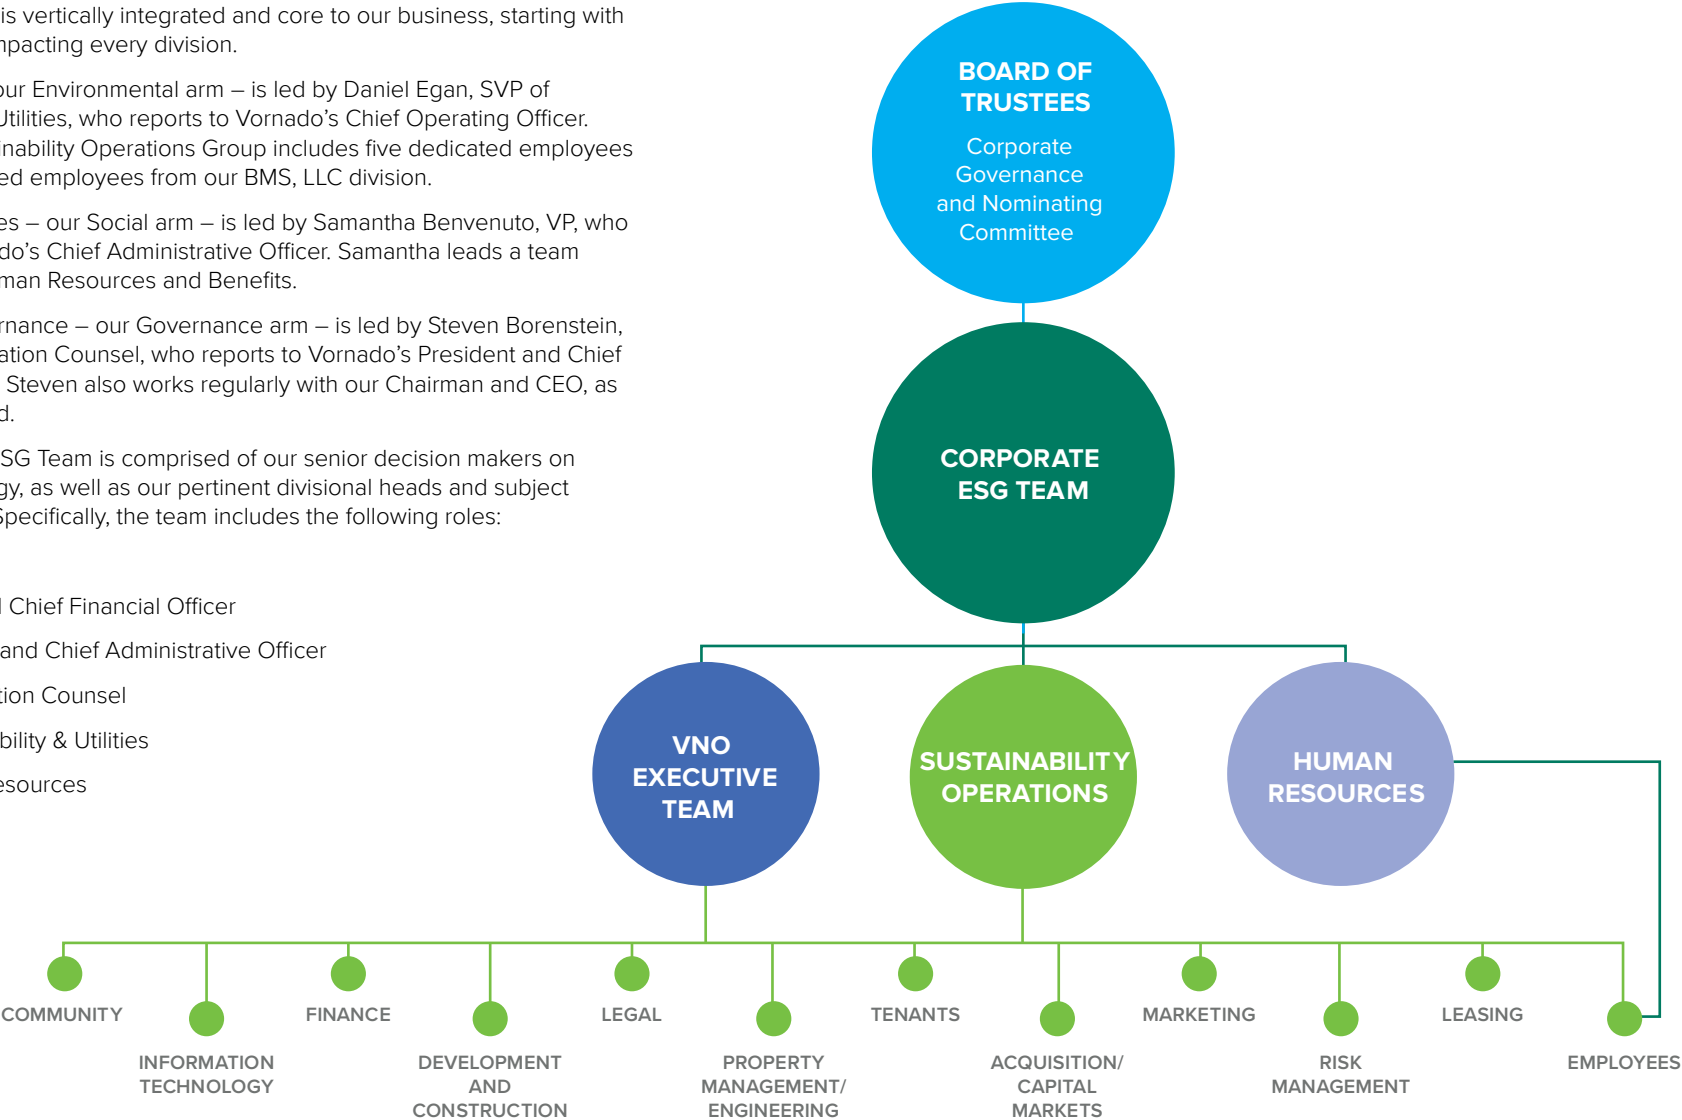 is vertically integrated and core to our business, starting with
mpacting every division.
our Environmental arm – is led by Daniel Egan, SVP of
Utilities, who reports to Vornado’s Chief Operating Officer.
inability Operations Group includes five dedicated employees
ed employees from our BMS, LLC division.
es – our Social arm – is led by Samantha Benvenuto, VP, who
do’s Chief Administrative Officer. Samantha leads a team
man Resources and Benefits.
rnance – our Governance arm – is led by Steven Borenstein,
ation Counsel, who reports to Vornado’s President and Chief
Steven also works regularly with our Chairman and CEO, as
d.
SG Team is comprised of our senior decision makers on
gy, as well as our pertinent divisional heads and subject
Specifically, the team includes the following roles:
d Chief Financial Officer
and Chief Administrative Officer
tion Counsel
bility & Utilities
esources
BOARD OF
TRUSTEES
Corporate
Governance
and Nominating
Committee
CORPORATE
ESG TEAM
VNO
EXECUTIVE
TEAM
SUSTAINABILITY
OPERATIONS
HUMAN
RESOURCES
COMMUNITY
INFORMATION
TECHNOLOGY
FINANCE
DEVELOPMENT
AND
CONSTRUCTION
LEGAL
PROPERTY
MANAGEMENT/
ENGINEERING
TENANTS
ACQUISITION/
CAPITAL
MARKETS
MARKETING
RISK
MANAGEMENT
LEASING
EMPLOYEES